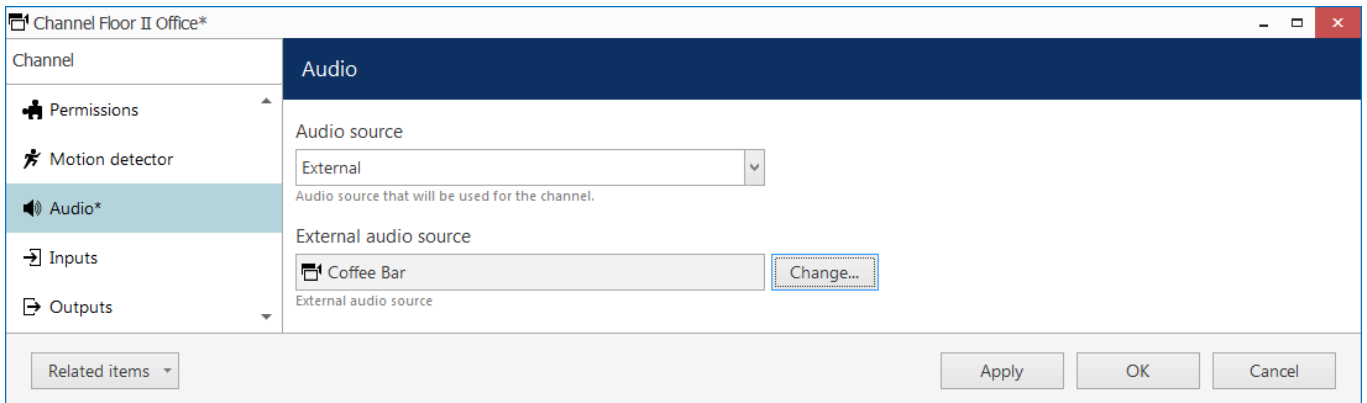 Channel Floor II Office*
Channel
Permissions
Motion detector
Audio*
Inputs
Outputs
Audio
Audio source
External
Audio source that will be used for the channel.
External audio source
Coffee Bar
Change...
External audio source
Related items
Apply
OK
Cancel